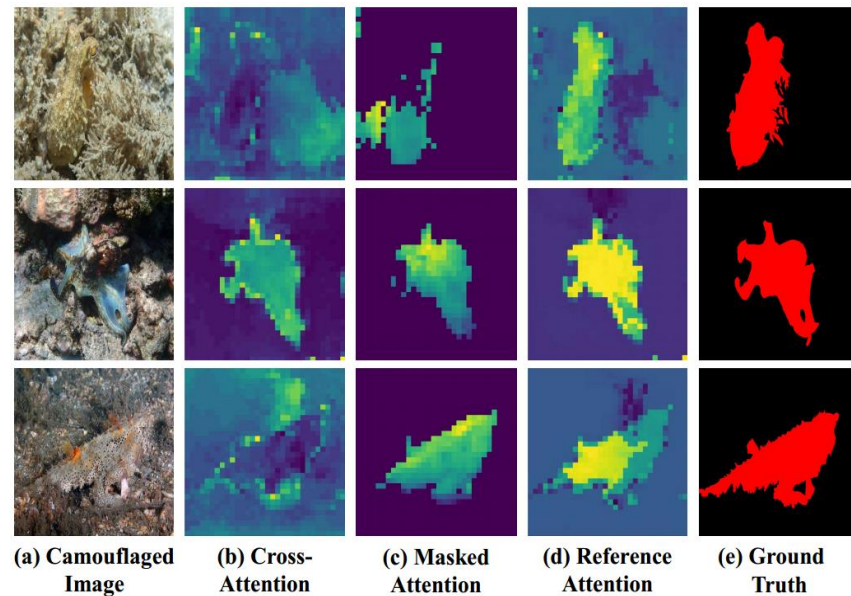 (a) Camouflaged (b) Cross- (c) Masked (d) Reference (e) Ground
Image Attention Attention Attention Truth